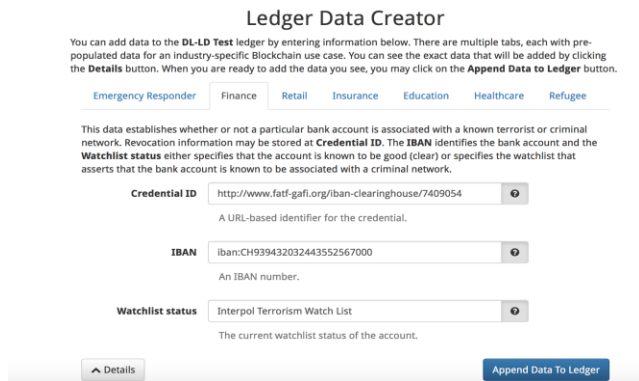 Ledger Data Creator
You can add data to the DL-LD Test ledger by entering information below. There are multiple tabs, each with pre-
populated data for an industry-specific Blockchain use case. You can see the exact data that will be added by clicking
the Details button. When you are ready to add the data you see, you may click on the Append Data to Ledger button.
Emergency Responder Finance Retail Insurance Education Healthcare Refugee
This data establishes whether or not a particular bank account is associated with a known terrorist or criminal
network. Revocation information may be stored at Credential ID. The IBAN identifies the bank account and the
Watchlist status either specifies that the account is known to be good (clear) or specifies the watchlist that
asserts that the bank account is known to be associated with a criminal network.
Credential ID http://www.fatf-gafi.org/iban-clearinghouse/7409054 ?
A URL-based identifier for the credential.
IBAN iban:CH939432032443552567000 ?
An IBAN number.
Watchlist status Interpol Terrorism Watch List ?
The current watchlist status of the account.
Details Append Data To Ledger